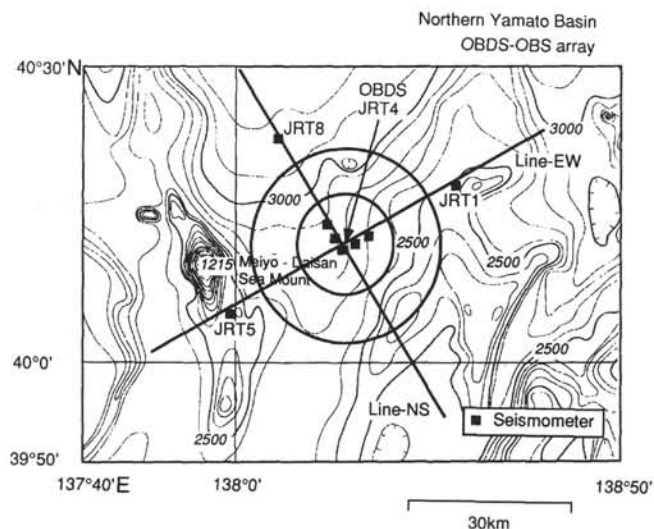 Northern Yamato Basin
OBDS-OBS array
40°30' N
OBDS
JRT4
JRT8
3000
Line-EW
3000
JRT1
2500
1215 Meiyo - Daisan
Sea Mount
2500
JRT5
40°0'
2500
Line-NS
2500
Seismometer
39°50'
137°40' E
138°0'
138°50'
30km